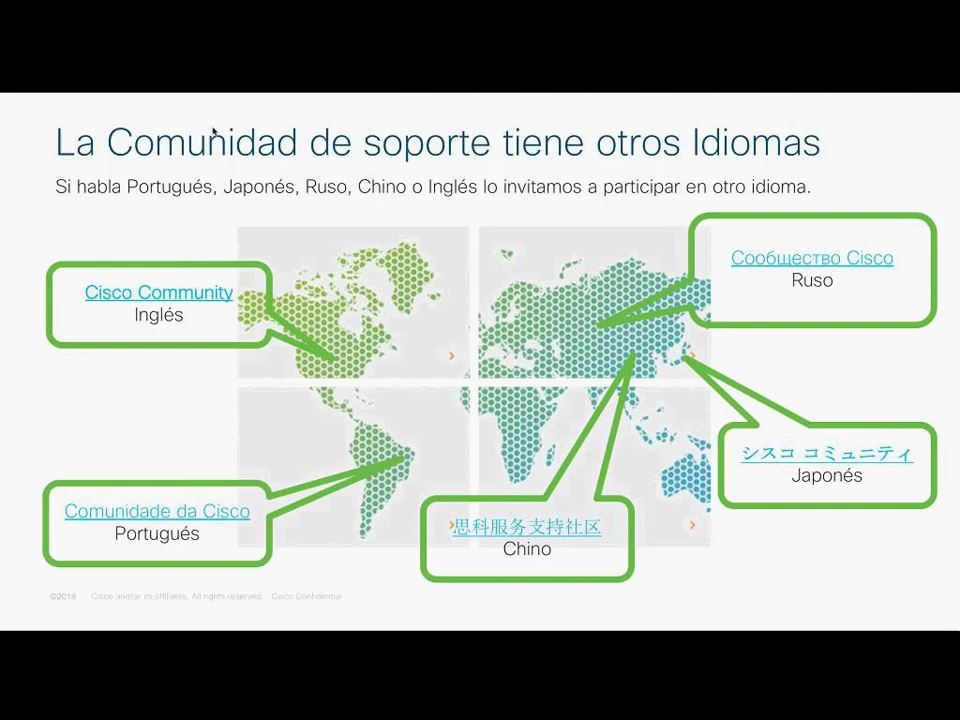 La Comunidad de soporte tiene otros Idiomas
Si habla Portugués, Japonés, Ruso, Chino o Inglés lo invitamos a participar en otro idioma.
Cisco Community
Inglés
Сообщество Cisco
Ruso
シスコ コミュニティ
Japonés
Comunidade da Cisco
Portugués
思科服务支持社区
Chino
©2018 Cisco and/or its affiliates. All rights reserved. Cisco Confidential